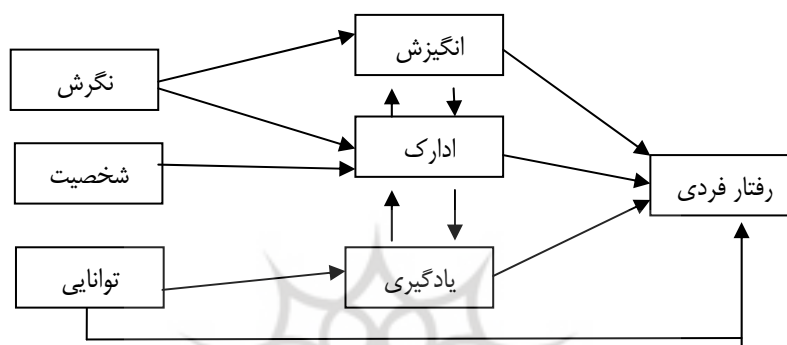 انگیزش
نگرش
ادارک
شخصیت
رفتار فردی
توانایی
یادگیری